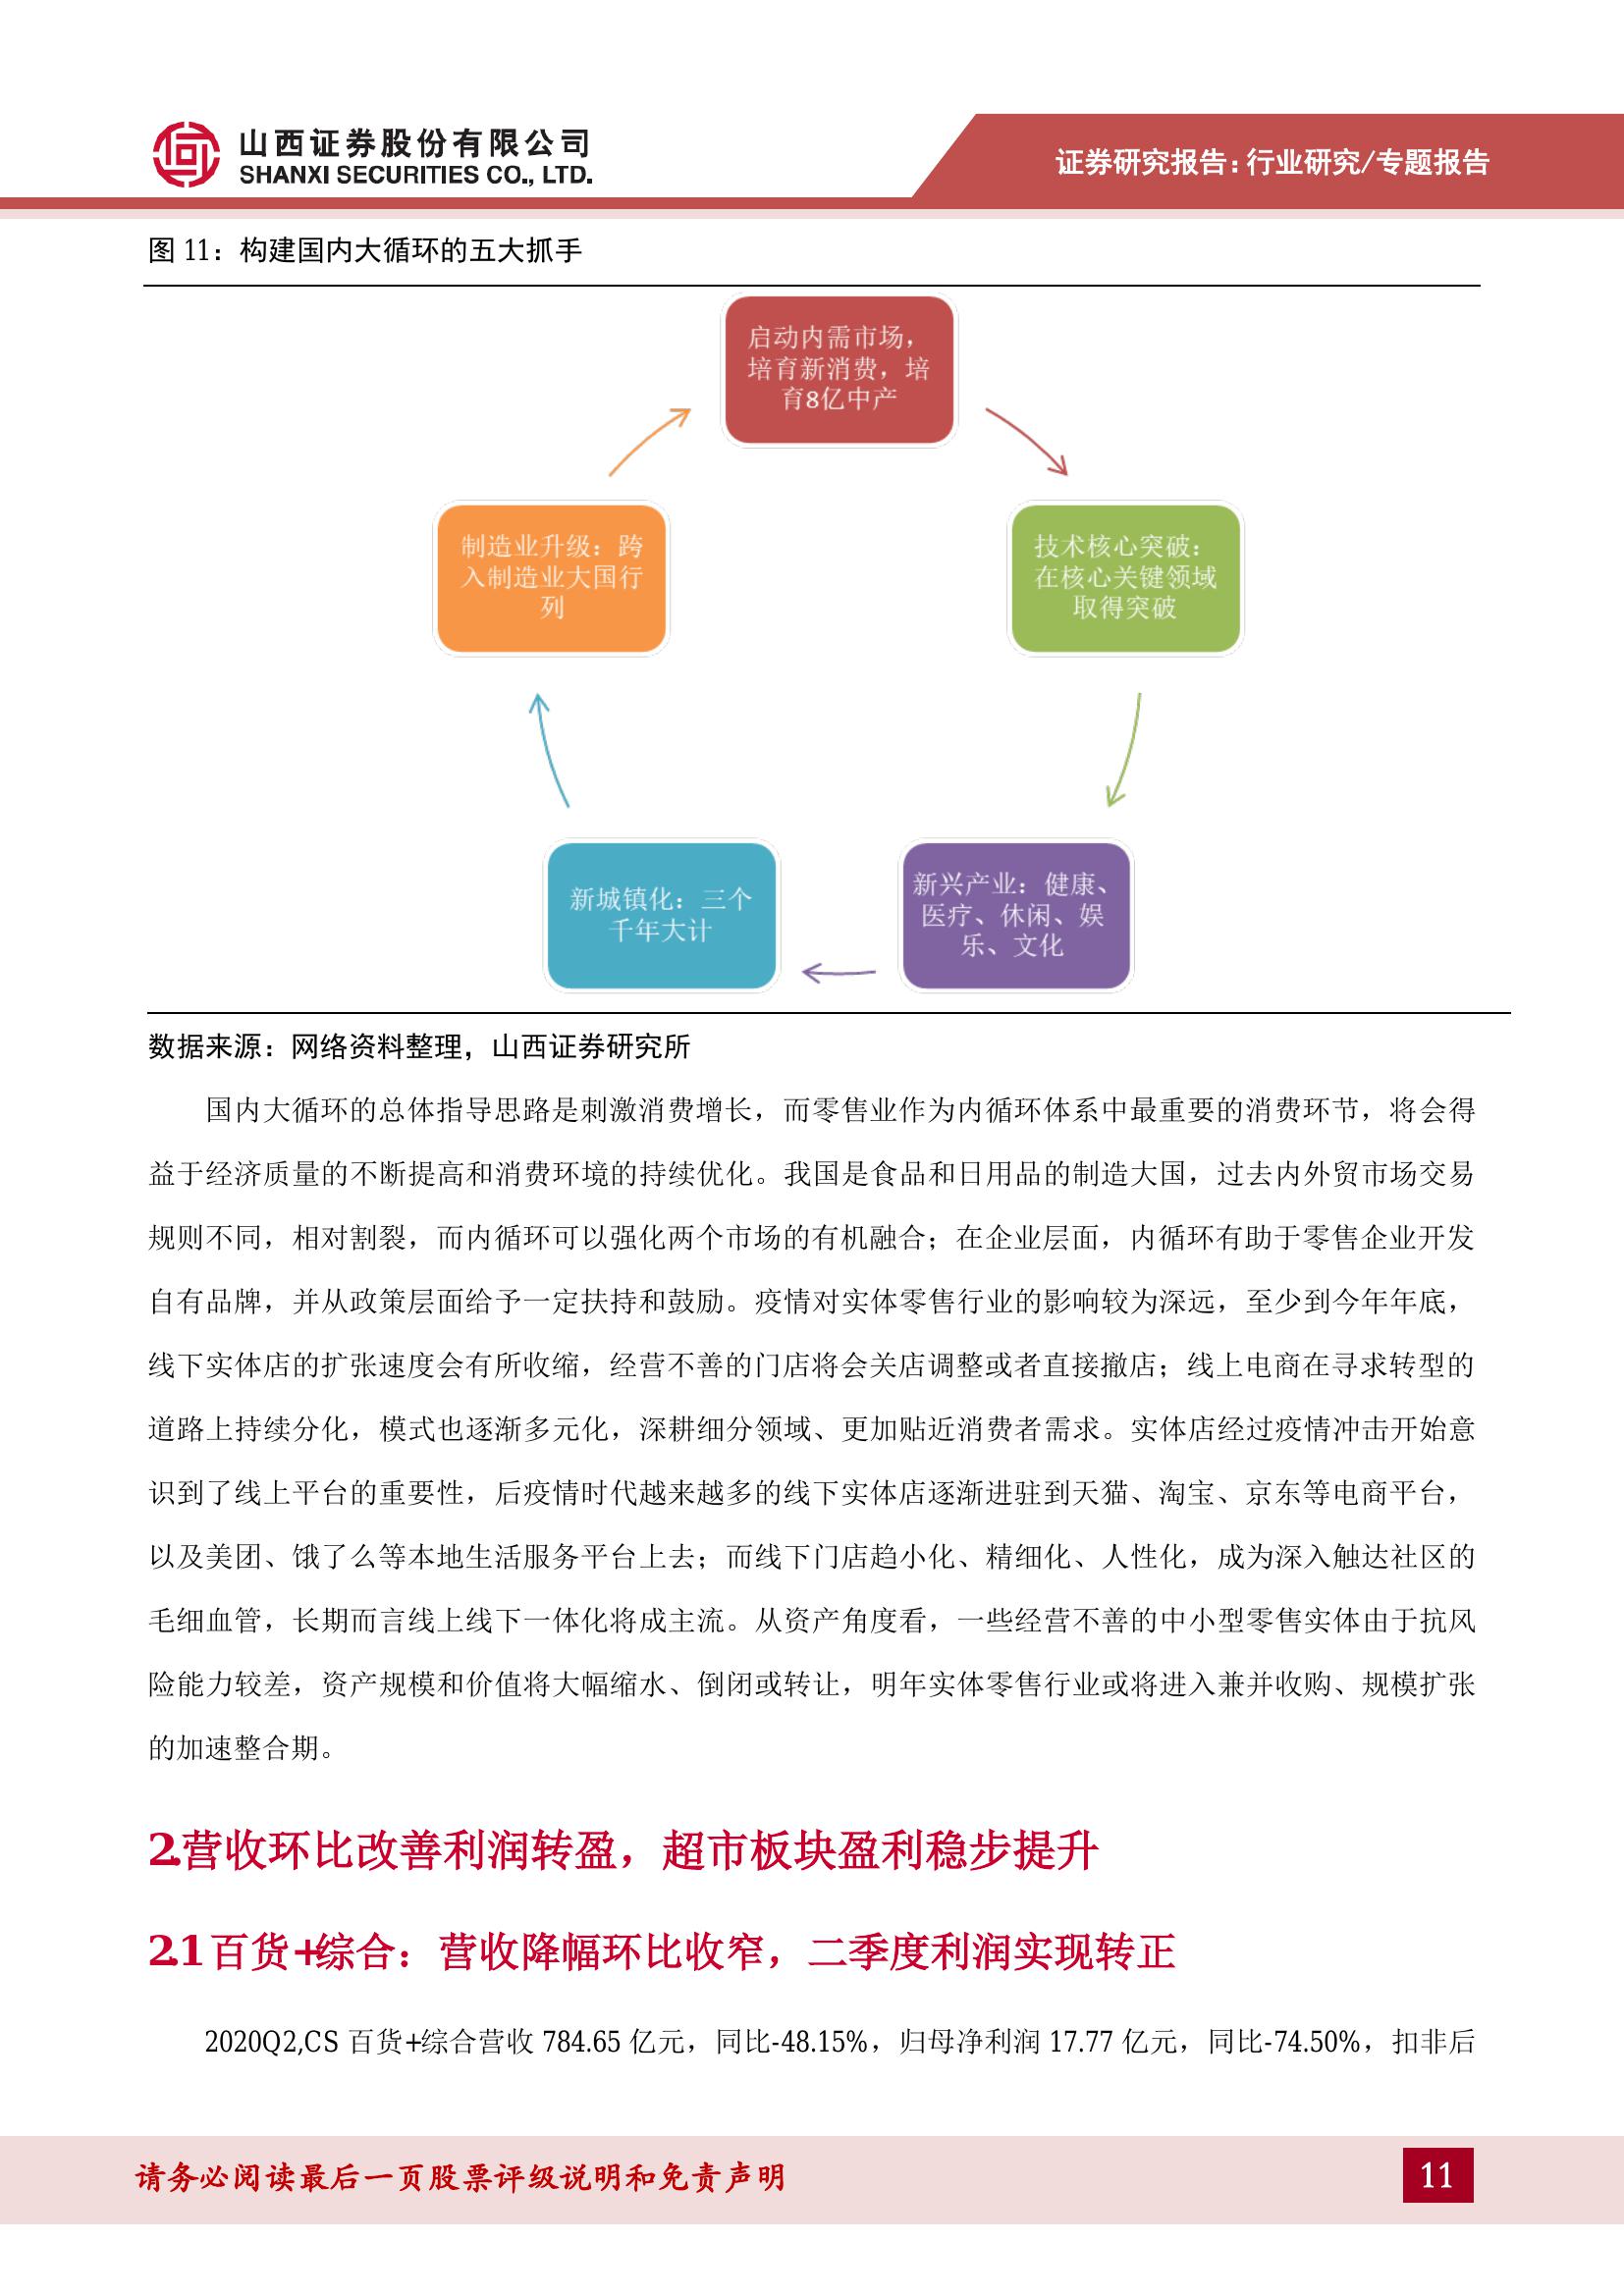 山西证券股份有限公司
SHANXI SECURITIES CO., LTD.
证券研究报告：行业研究/专题报告
图 11：构建国内大循环的五大抓手
启动内需市场，
培育新消费，培
育8亿中产
制造业升级：跨
入制造业大国行
列
技术核心突破：
在核心关键领域
取得突破
新城镇化：三个
千年大计
新兴产业：健康、
医疗、休闲、娱
乐、文化
数据来源：网络资料整理，山西证券研究所
国内大循环的总体指导思路是刺激消费增长，而零售业作为内循环体系中最重要的消费环节，将会得
益于经济质量的不断提高和消费环境的持续优化。我国是食品和日用品的制造大国，过去内外贸市场交易
规则不同，相对割裂，而内循环可以强化两个市场的有机融合；在企业层面，内循环有助于零售企业开发
自有品牌，并从政策层面给予一定扶持和鼓励。疫情对实体零售行业的影响较为深远，至少到今年年底，
线下实体店的扩张速度会有所收缩，经营不善的门店将会关店调整或者直接撤店；线上电商在寻求转型的
道路上持续分化，模式也逐渐多元化，深耕细分领域、更加贴近消费者需求。实体店经过疫情冲击开始意
识到了线上平台的重要性，后疫情时代越来越多的线下实体店逐渐进驻到天猫、淘宝、京东等电商平台，
以及美团、饿了么等本地生活服务平台上去；而线下门店趋小化、精细化、人性化，成为深入触达社区的
毛细血管，长期而言线上线下一体化将成主流。从资产角度看，一些经营不善的中小型零售实体由于抗风
险能力较差，资产规模和价值将大幅缩水、倒闭或转让，明年实体零售行业或将进入兼并收购、规模扩张
的加速整合期。
2.营收环比改善利润转盈，超市板块盈利稳步提升
2.1 百货+综合：营收降幅环比收窄，二季度利润实现转正
2020Q2,CS 百货+综合营收 784.65 亿元，同比-48.15%，归母净利润 17.77 亿元，同比-74.50%，扣非后
请务必阅读最后一页股票评级说明和免责声明
11